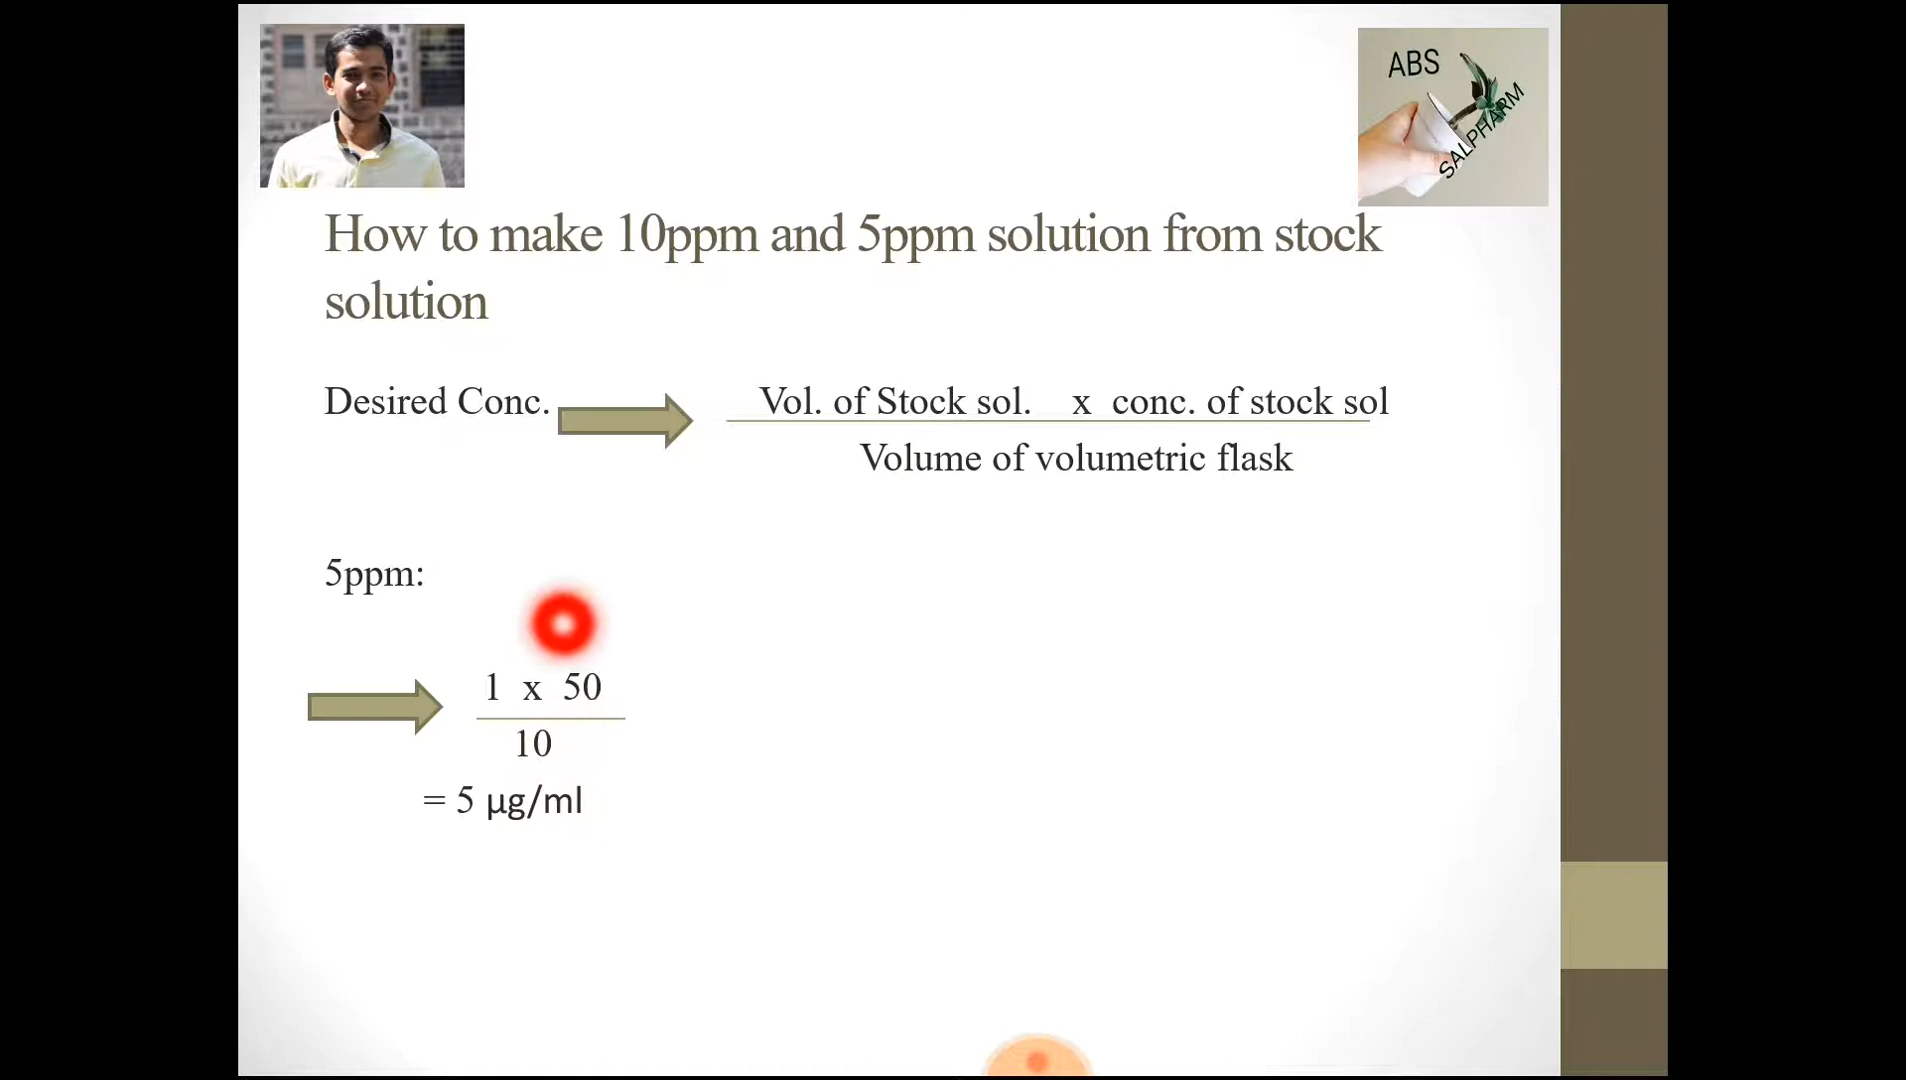 ABS
SALPHARM
How to make 10ppm and 5ppm solution from stock
solution
Desired Conc.
Vol. of Stock sol. x conc. of stock sol
Volume of volumetric flask
5ppm:
1 x 50
10
= 5 µg/ml